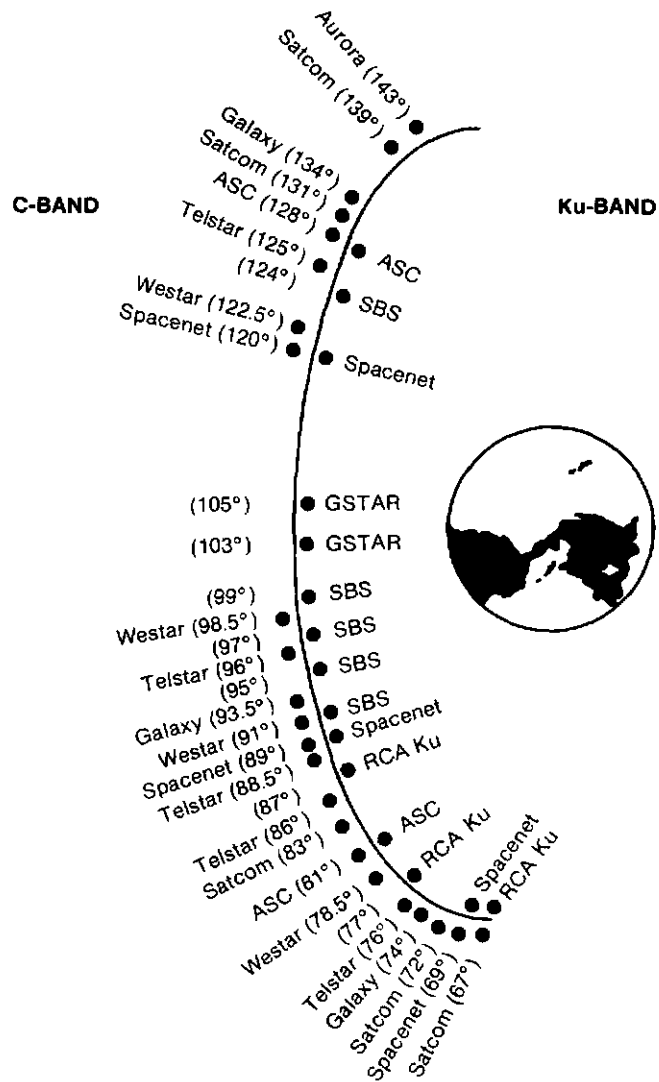 Aurora (143°)
Satcom (139°)
Galaxy (134°)
Satcom (131°)
ASC (128°)
Telstar (125°)
(124°)
Westar (122.5°)
Spacenet (120°)
C-BAND
Ku-BAND
ASC
SBS
Spacenet
(105°)
GSTAR
(103°)
GSTAR
(99°)
SBS
Westar (98.5°)
(97°)
SBS
Telstar (96°)
(95°)
SBS
Galaxy (93.5°)
Westar (91°)
Spacenet (89°)
Telstar (88.5°)
(87°)
Telstar (86°)
Satcom (83°)
ASC (81°)
Westar (78.5°)
(77°)
Telstar (76°)
Galaxy (74°)
Satcom (72°)
Spacenet (69°)
Satcom (67°)
SBS
Spacenet
RCA Ku
ASC
RCA Ku
Spacenet
RCA Ku